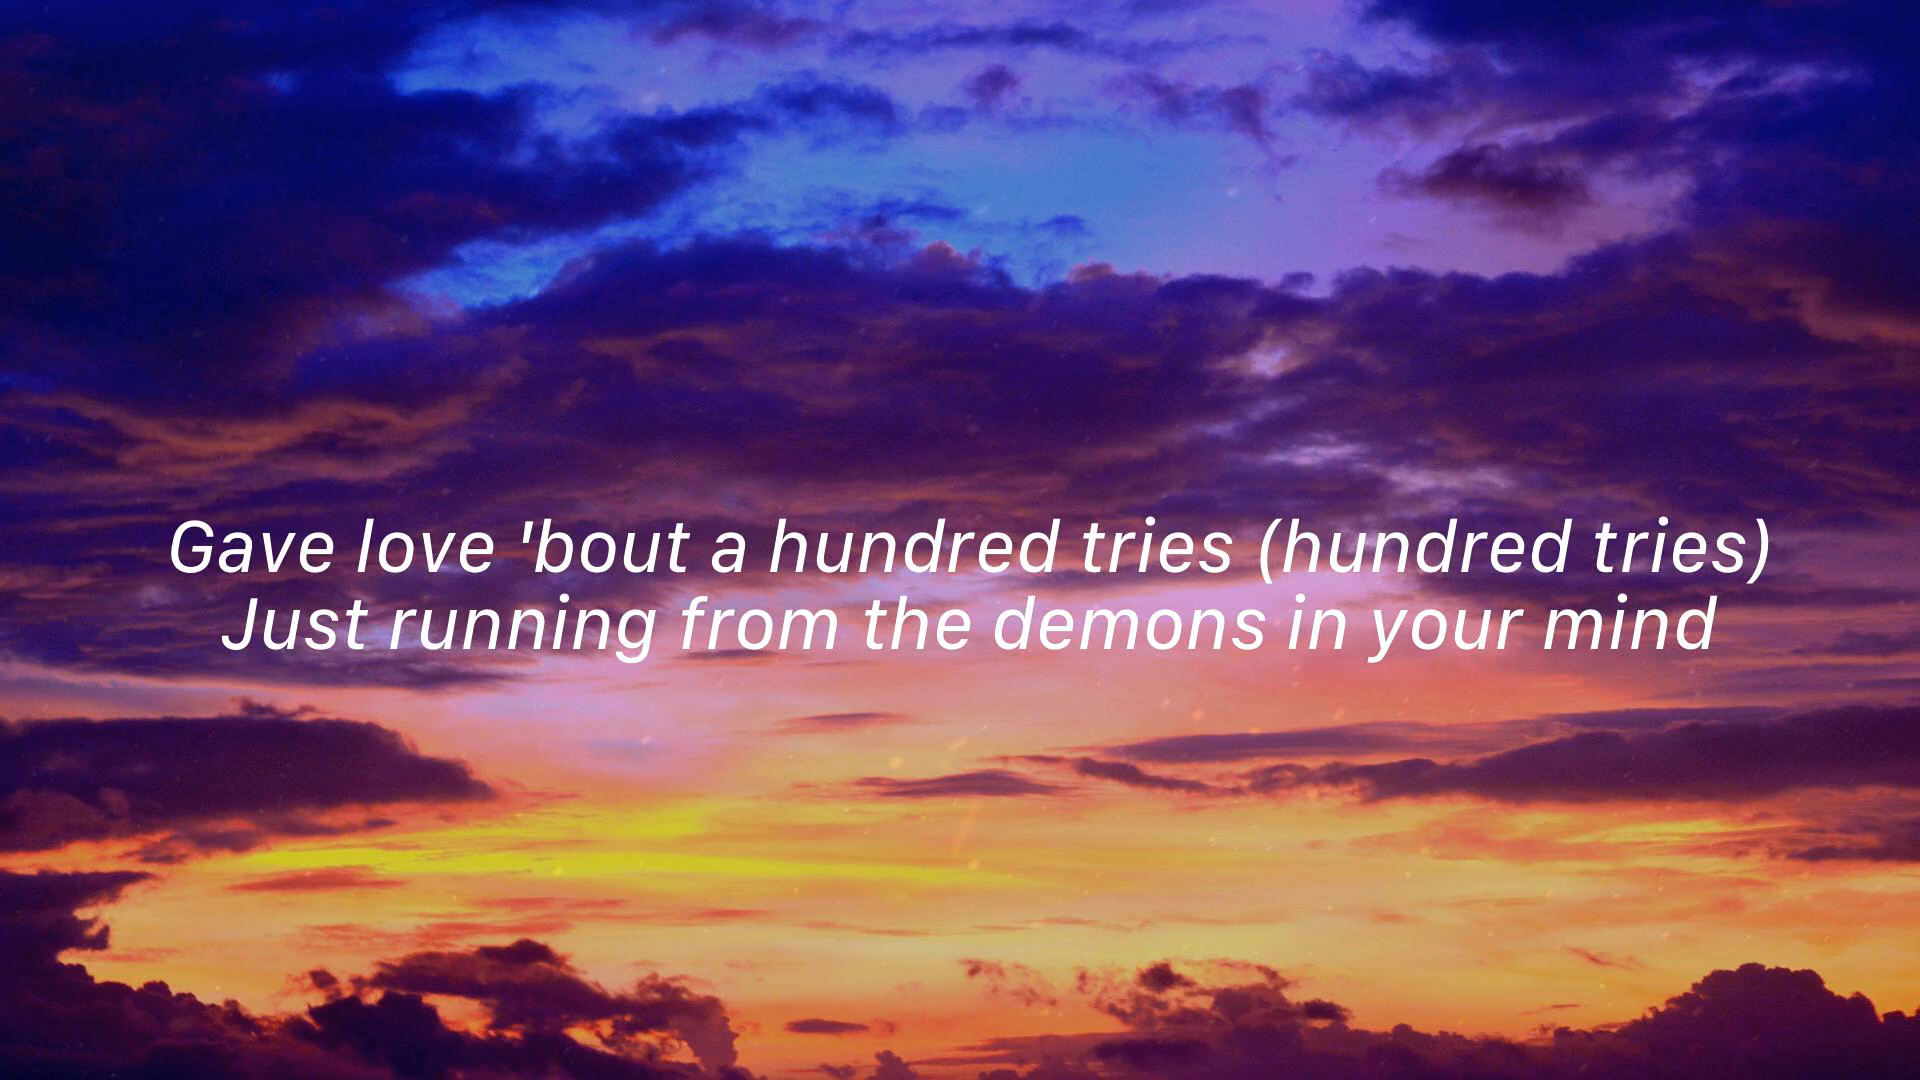 Gave love 'bout a hundred tries (hundred tries)
Just running from the demons in your mind